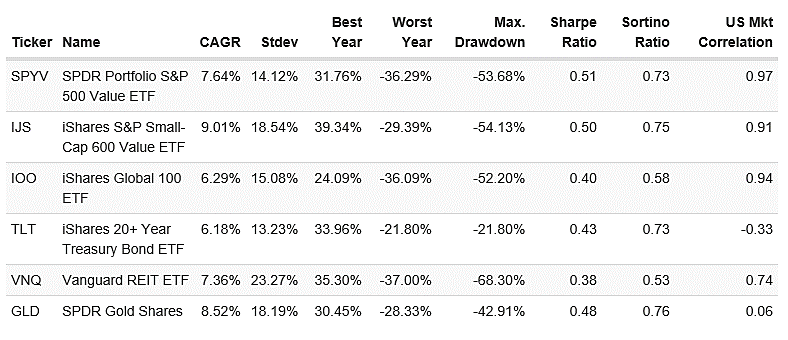 Best Worst Max. Sharpe Sortino US Mkt
Ticker Name CAGR Stdev Year Year Drawdown Ratio Ratio Correlation
SPYV SPDR Portfolio S&P 7.64% 14.12% 31.76% -36.29% -53.68% 0.51 0.73 0.97
500 Value ETF
IJS iShares S&P Small- 9.01% 18.54% 39.34% -29.39% -54.13% 0.50 0.75 0.91
Cap 600 Value ETF
IOO iShares Global 100 6.29% 15.08% 24.09% -36.09% -52.20% 0.40 0.58 0.94
ETF
TLT iShares 20+ Year 6.18% 13.23% 33.96% -21.80% -21.80% 0.43 0.73 -0.33
Treasury Bond ETF
VNQ Vanguard REIT ETF 7.36% 23.27% 35.30% -37.00% -68.30% 0.38 0.53 0.74
GLD SPDR Gold Shares 8.52% 18.19% 30.45% -28.33% -42.91% 0.48 0.76 0.06